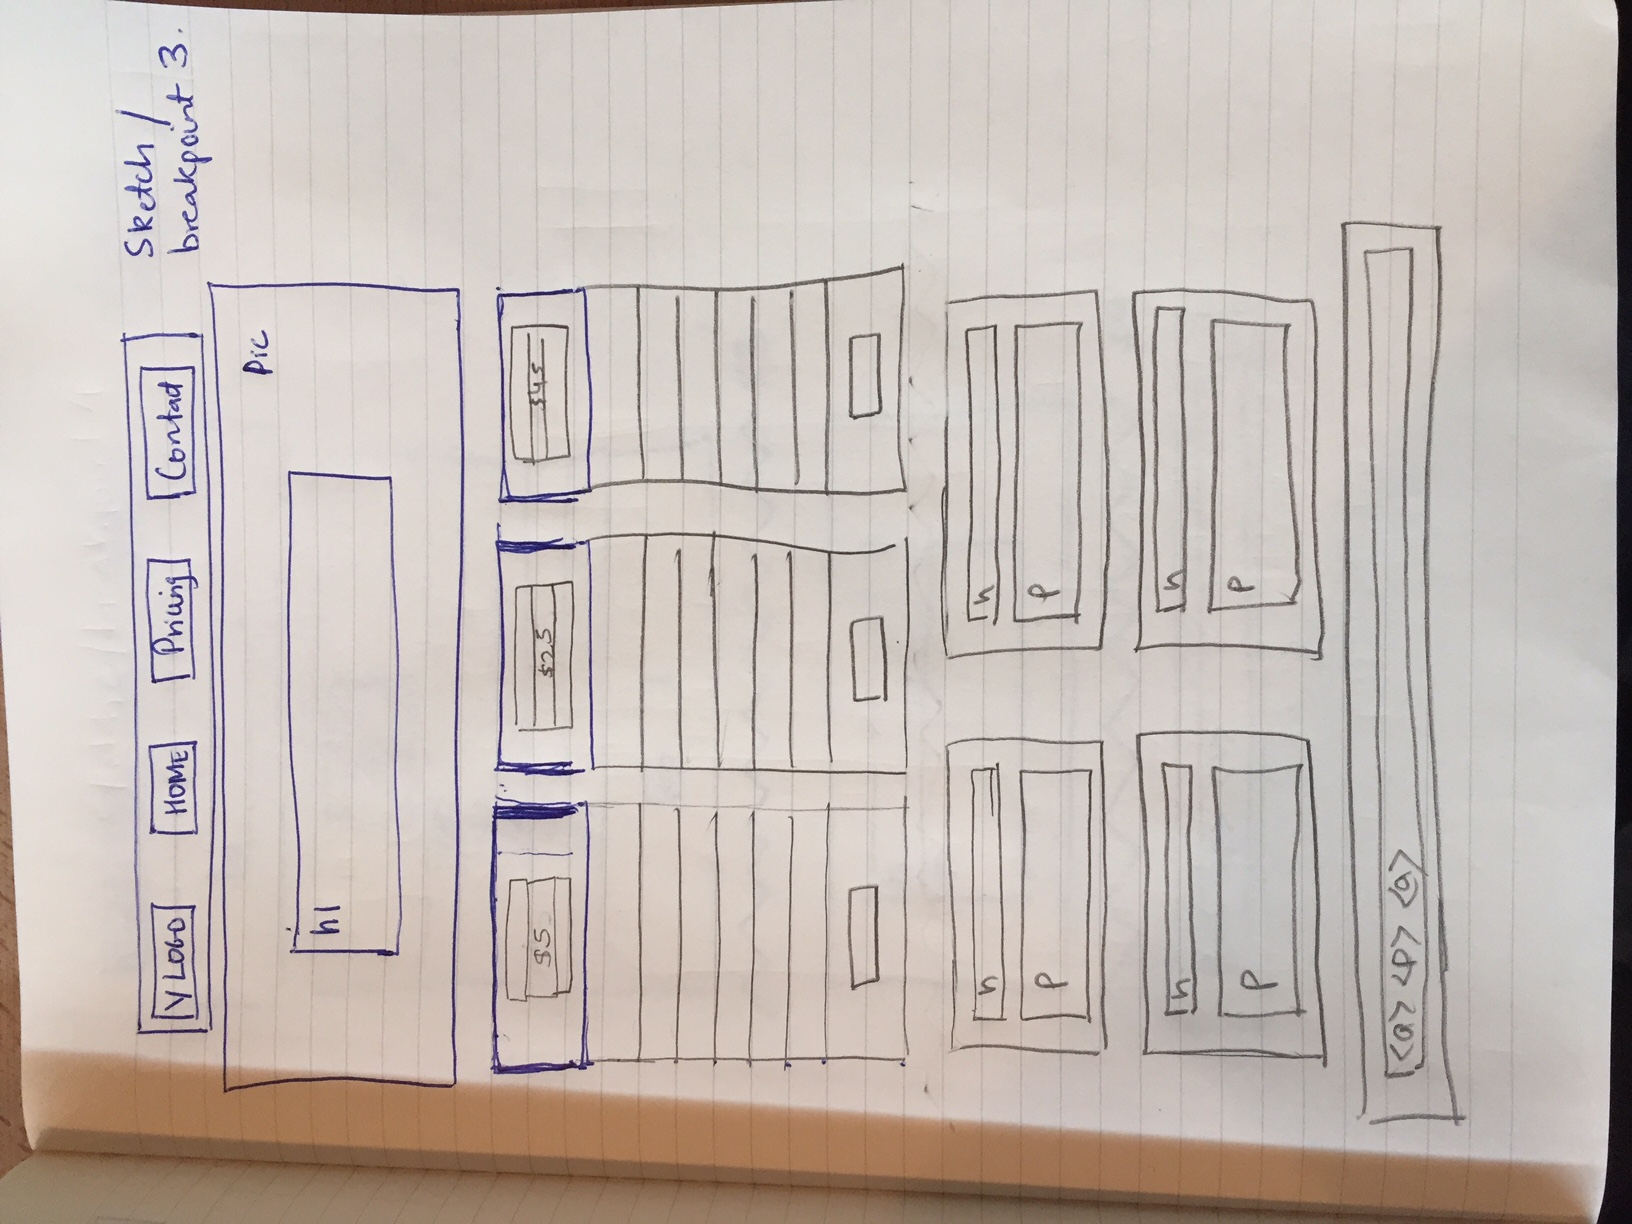 Sketch /
breakpoint 3.
V LOGO HOME Pricing Contact
Pic
h1
$5 $25 $45
h h
P P
h h
P P
<a> <p> <a>